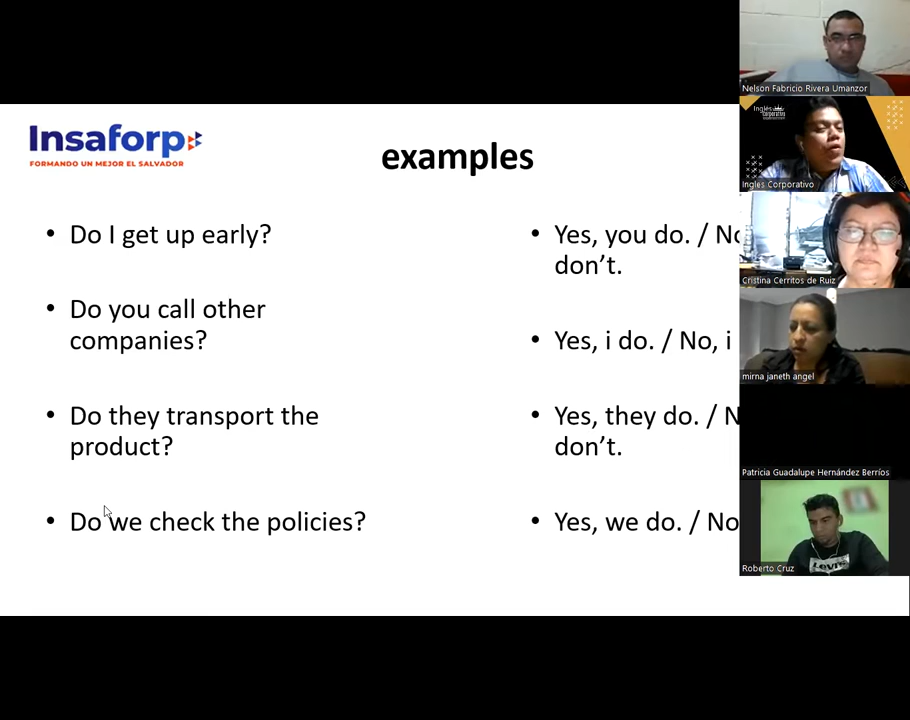 Insaforp
FORMANDO UN MEJOR EL SALVADOR
examples
• Do I get up early?
• Do you call other
companies?
• Do they transport the
product?
• Do we check the policies?
• Yes, you do. / No
don't.
• Yes, i do. / No, i
• Yes, they do. / N
don't.
• Yes, we do. / No
Nelson Fabricio Rivera Umanzor
Inglés
Corporativo
Ingles Corporativo
Cristina Cerritos de Ruiz
mirna janeth angel
Patricia Guadalupe Hernández Berríos
Levi's
Roberto Cruz